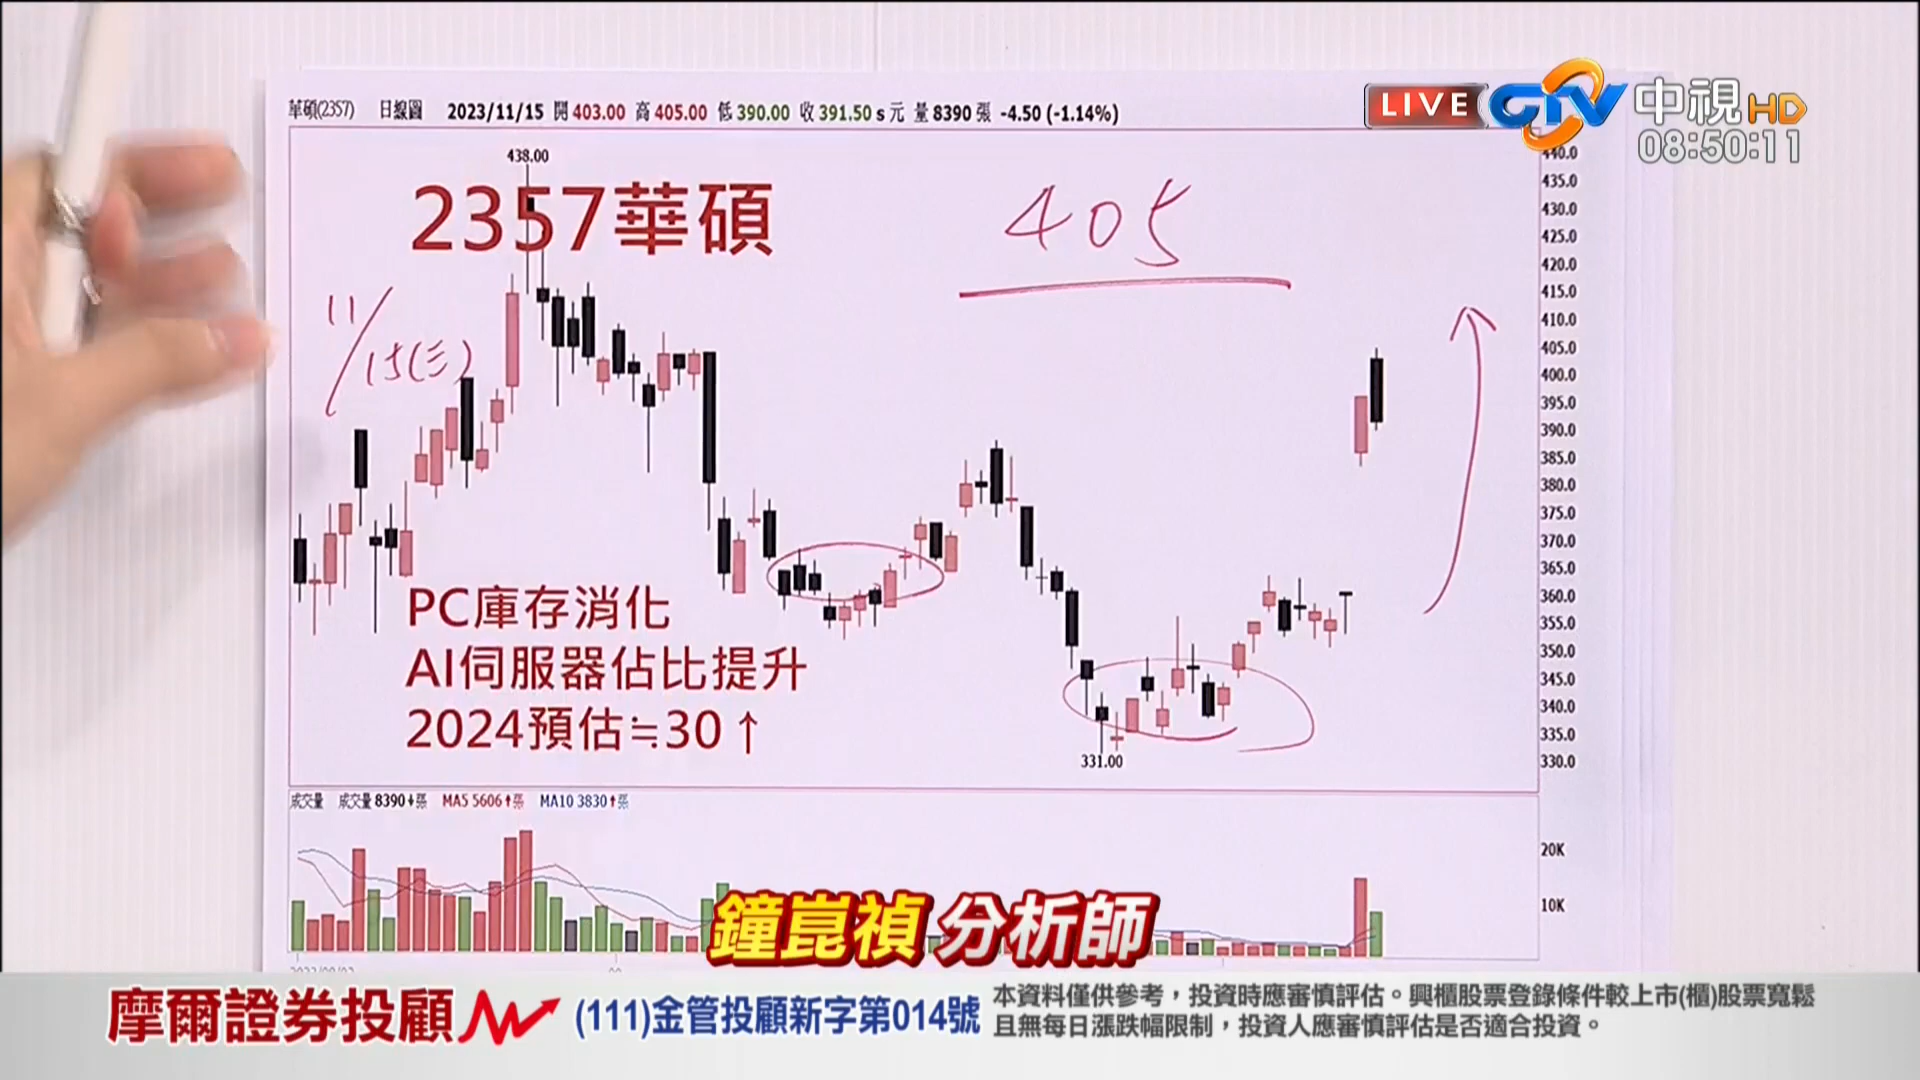 華碩(2357) 日線圖 2023/11/15 開 403.00 高 405.00 低 390.00 收 391.50 s 元 量 8390 張 -4.50 (-1.14%)
LIVE CTV 中視 HD
08:50:11
438.00
2357華碩
405
11/15(三)
PC庫存消化
AI伺服器佔比提升
2024預估≒30↑
331.00
440.0
435.0
430.0
425.0
420.0
415.0
410.0
405.0
400.0
395.0
390.0
385.0
380.0
375.0
370.0
365.0
360.0
355.0
350.0
345.0
340.0
335.0
330.0
成交量 成交量 8390↓張 MA5 5606↑張 MA10 3830↑張
20K
10K
鐘崑禎 分析師
摩爾證券投顧 (111)金管投顧新字第014號
本資料僅供參考，投資時應審慎評估。興櫃股票登錄條件較上市(櫃)股票寬鬆
且無每日漲跌幅限制，投資人應審慎評估是否適合投資。